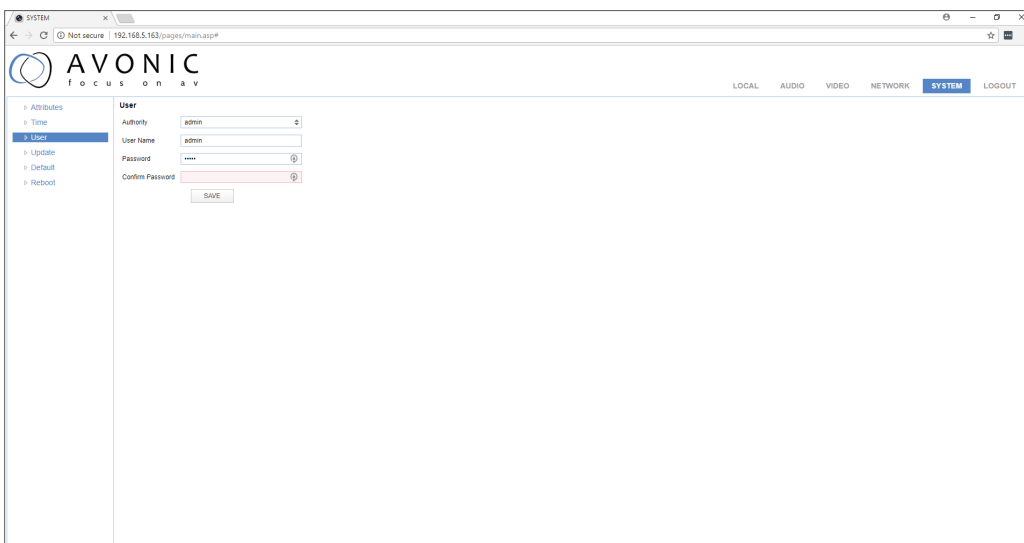 SYSTEM
Not secure | 192.168.5.163/pages/main.asp#
AVONIC
focus on av
LOCAL AUDIO VIDEO NETWORK SYSTEM LOGOUT
Attributes
Time
User
Update
Default
Reboot
User
Authority admin
User Name admin
Password •••••
Confirm Password
SAVE